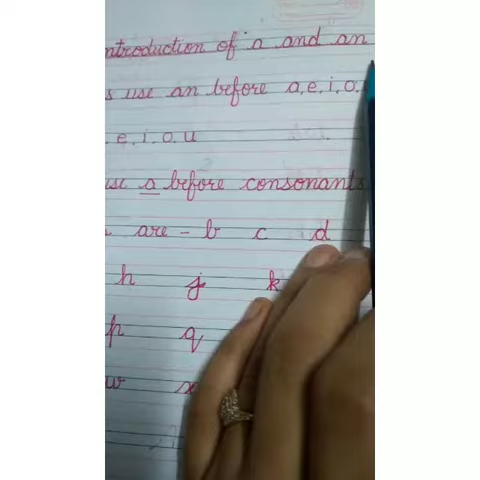 ntroduction of a and an
s use an before a, e, i, o,
e, i, o, u
use a before consonants
are - b c d
h j k
p q
w x